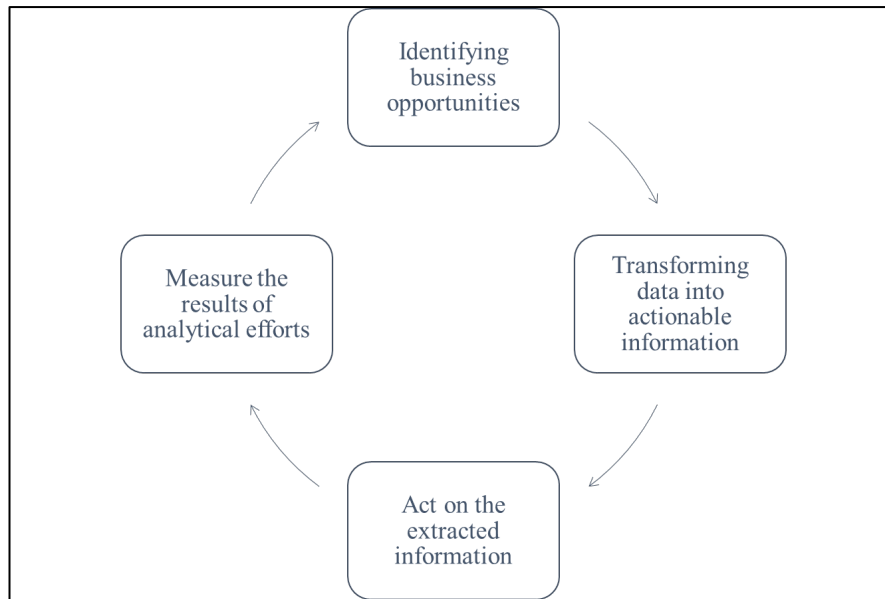 Identifying
business
opportunities
Transforming
data into
actionable
information
Act on the
extracted
information
Measure the
results of
analytical efforts